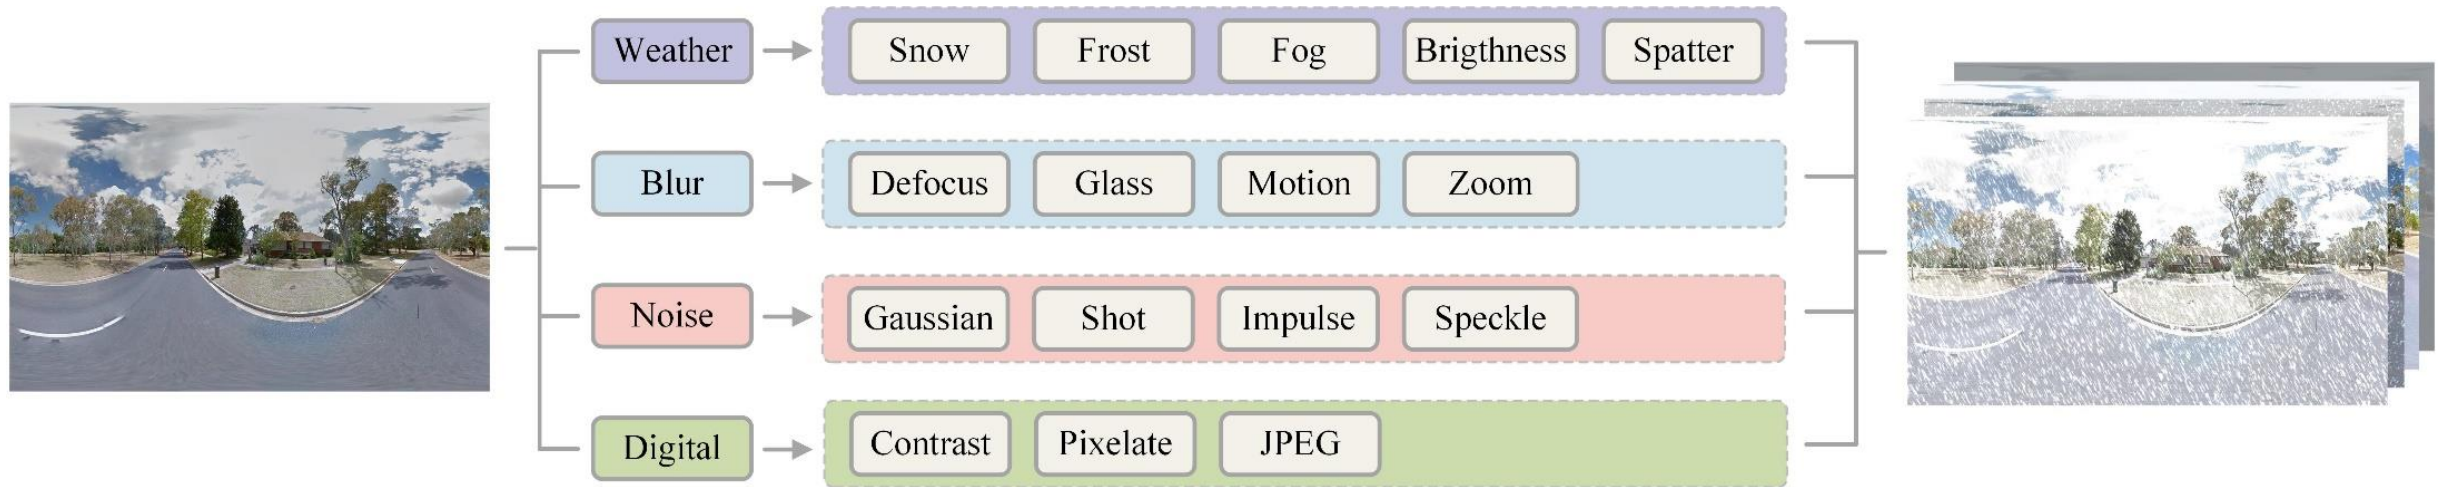 Weather Snow Frost Fog Brigthness Spatter
Blur Defocus Glass Motion Zoom
Noise Gaussian Shot Impulse Speckle
Digital Contrast Pixelate JPEG